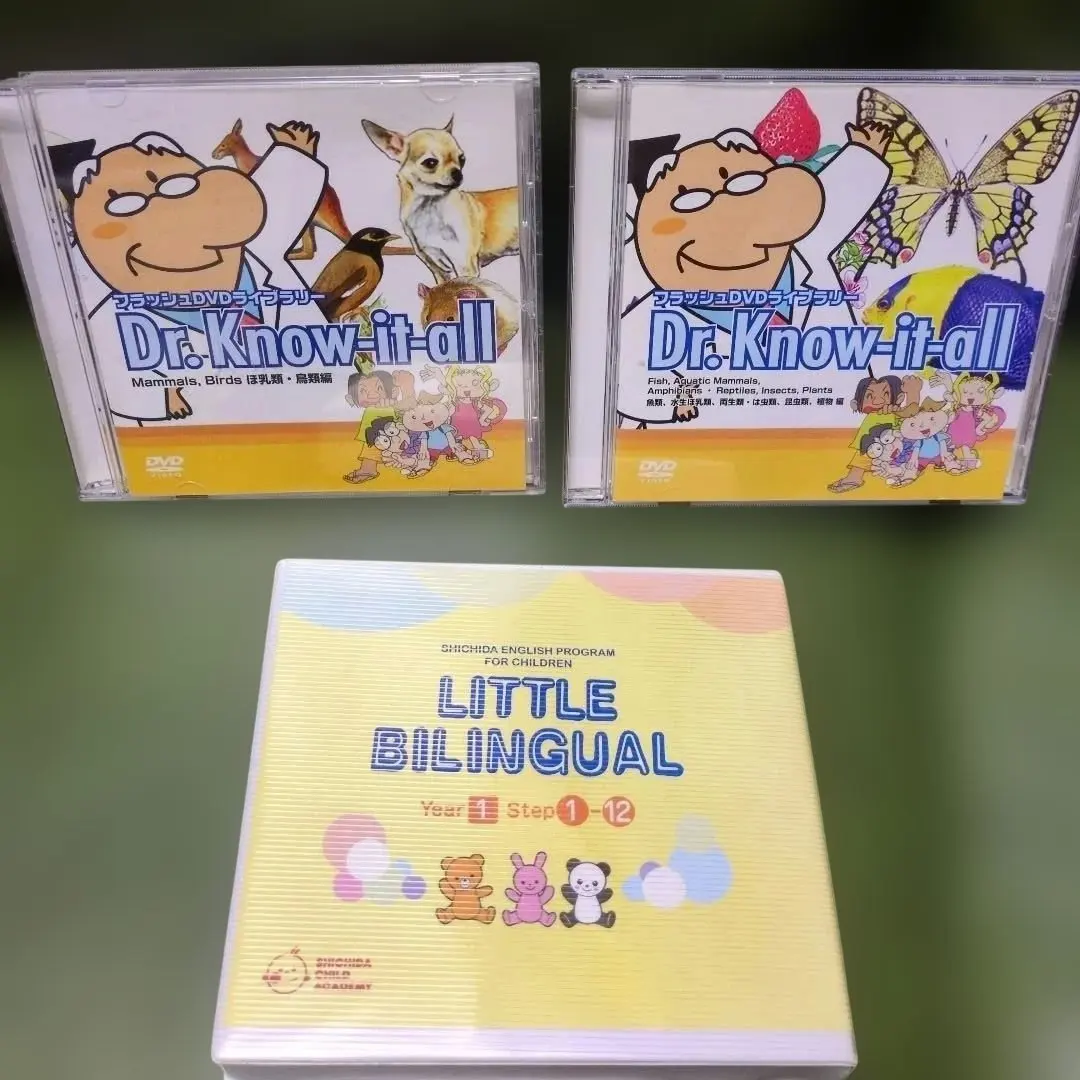 フラッシュDVDライブラリー
Dr. Know-it-all
Mammals, Birds ほ乳類・鳥類編
DVD
VIDEO
フラッシュDVDライブラリー
Dr. Know-it-all
Fish, Aquatic Mammals,
Amphibians・Reptiles, Insects, Plants
魚類、水生ほ乳類、両生類・は虫類、昆虫類、植物 編
DVD
VIDEO
SHICHIDA ENGLISH PROGRAM
FOR CHILDREN
LITTLE
BILINGUAL
Year 1 Step 1-12
SHICHIDA
CHILD
ACADEMY